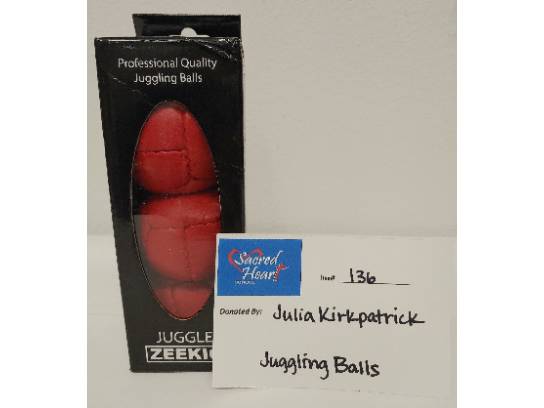 Professional Quality
Juggling Balls
JUGGLE
ZEEKIO
Sacred
Heart
Item# 136
Donated By: Julia Kirkpatrick
Juggling Balls